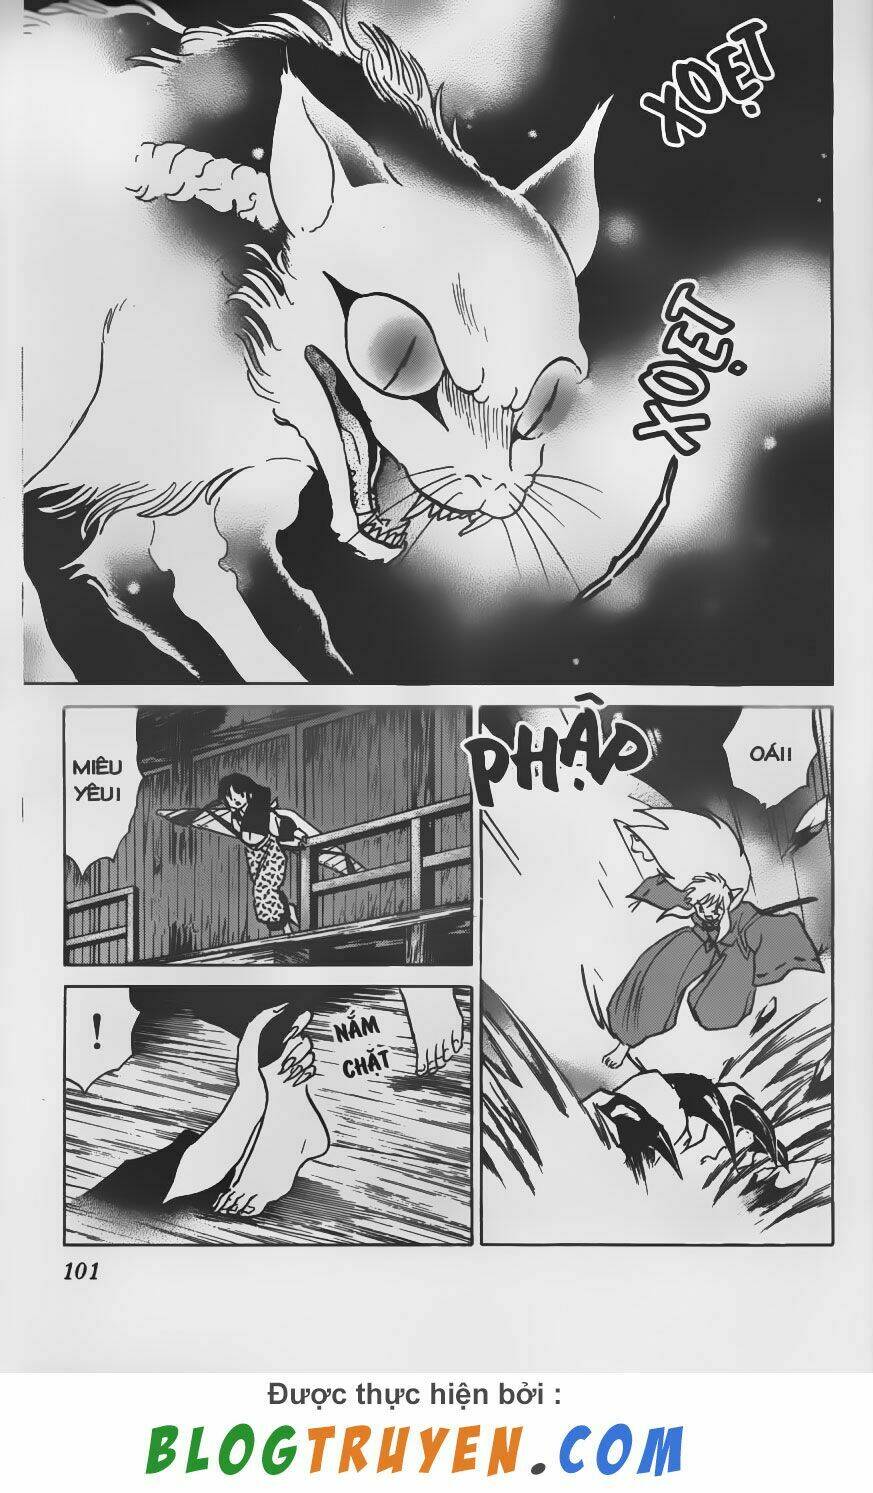 XOẸT
XOẸT
MIÊU
YÊU!
PHẬP
OÁI!
!
NẮM
CHẶT
101
Được thực hiện bởi :
BLOGTRUYEN.COM